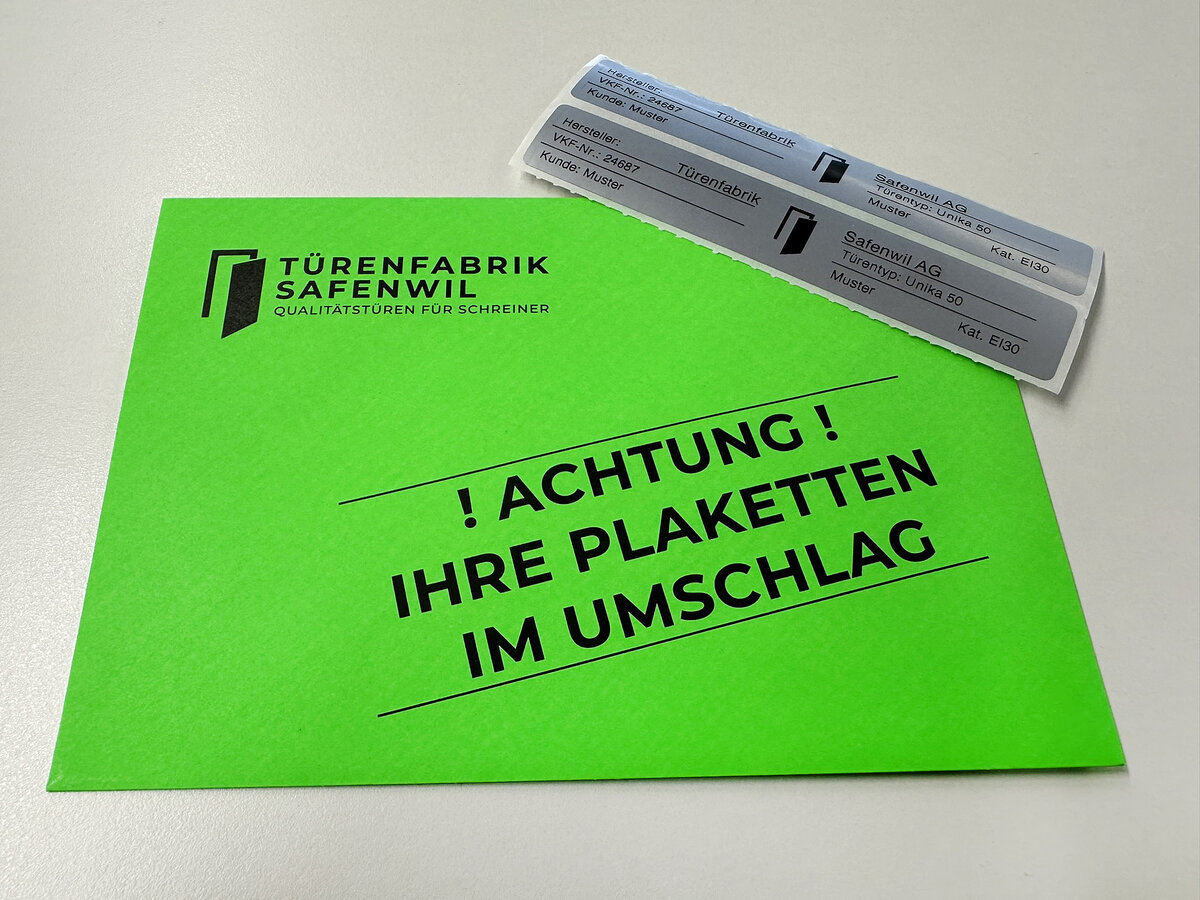 TÜRENFABRIK
SAFENWIL
QUALITÄTSTÜREN FÜR SCHREINER
! ACHTUNG !
IHRE PLAKETTEN
IM UMSCHLAG
Hersteller:
Türenfabrik
Safenwil AG
VKF-Nr.: 24687
Türentyp: Unika 50
Kunde: Muster
Muster
Kat. EI30
Hersteller:
Türenfabrik
Safenwil AG
VKF-Nr.: 24687
Türentyp: Unika 50
Kunde: Muster
Muster
Kat. EI30